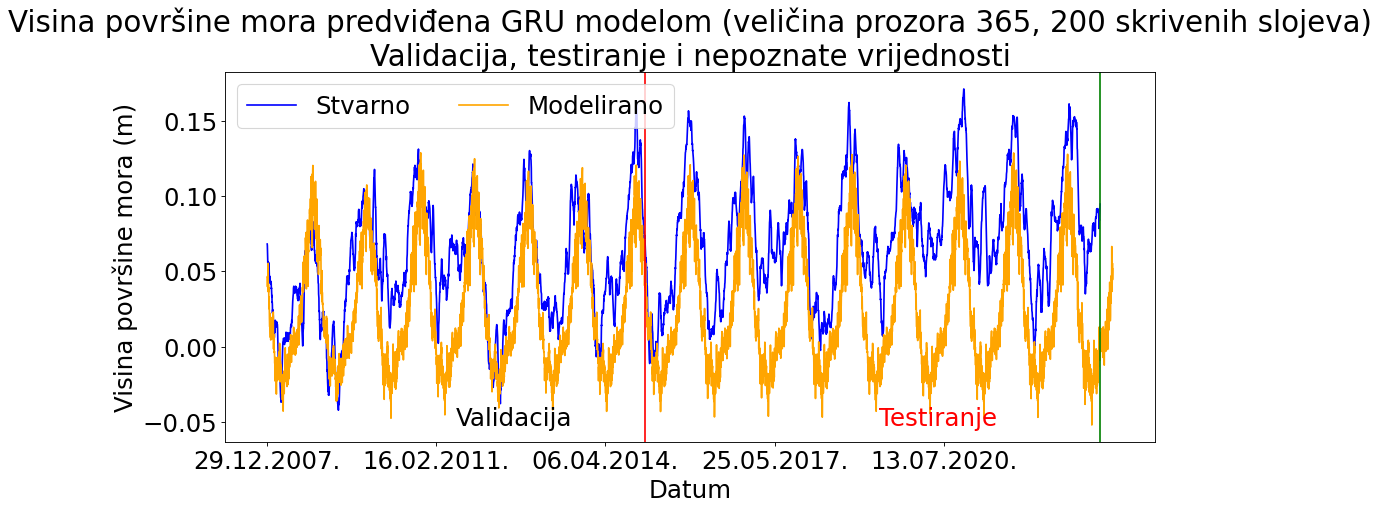 Visina površine mora predviđena GRU modelom (veličina prozora 365, 200 skrivenih slojeva)
Validacija, testiranje i nepoznate vrijednosti
Stvarno
Modelirano
Visina površine mora (m)
0.15
0.10
0.05
0.00
−0.05
Validacija
Testiranje
29.12.2007.
16.02.2011.
06.04.2014.
25.05.2017.
13.07.2020.
Datum